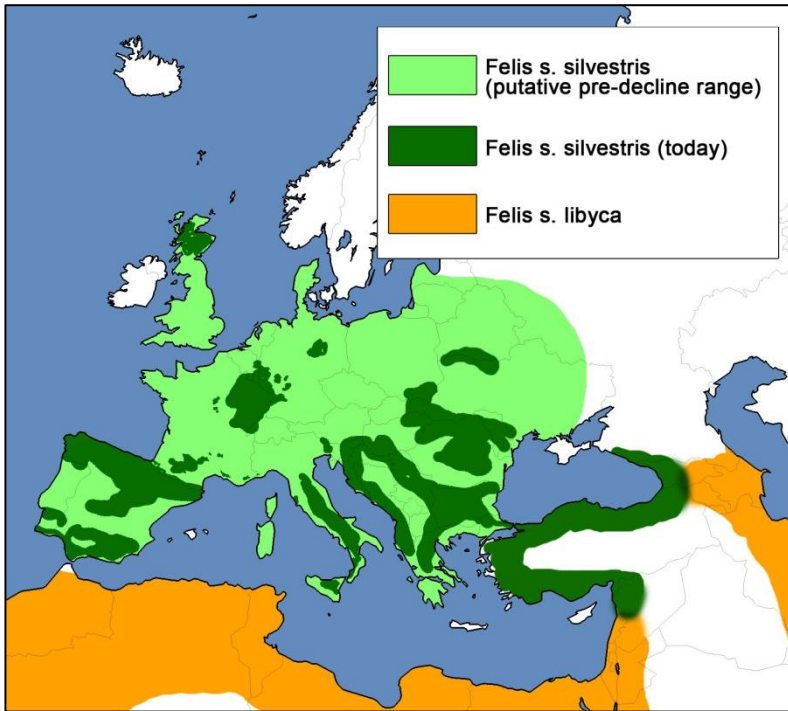 Felis s. silvestris
(putative pre-decline range)
Felis s. silvestris (today)
Felis s. libyca